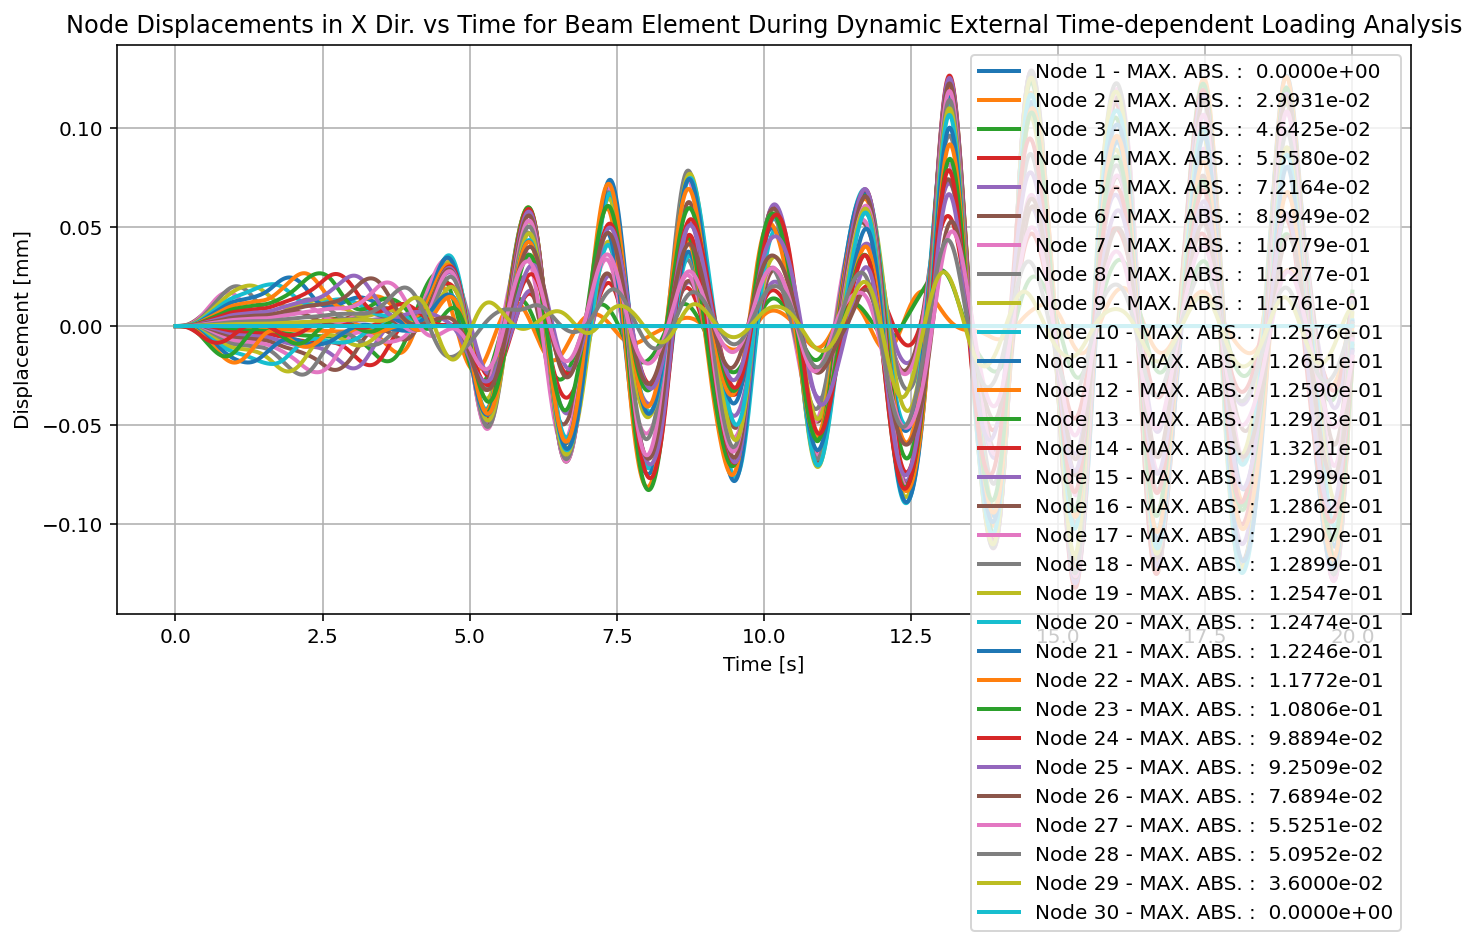 Node Displacements in X Dir. vs Time for Beam Element During Dynamic External Time-dependent Loading Analysis
Displacement [mm]
0.10
0.05
0.00
−0.05
−0.10
0.0 2.5 5.0 7.5 10.0 12.5 15.0 17.5 20.0
Time [s]
Node 1 - MAX. ABS. : 0.0000e+00
Node 2 - MAX. ABS. : 2.9931e-02
Node 3 - MAX. ABS. : 4.6425e-02
Node 4 - MAX. ABS. : 5.5580e-02
Node 5 - MAX. ABS. : 7.2164e-02
Node 6 - MAX. ABS. : 8.9949e-02
Node 7 - MAX. ABS. : 1.0779e-01
Node 8 - MAX. ABS. : 1.1277e-01
Node 9 - MAX. ABS. : 1.1761e-01
Node 10 - MAX. ABS. : 1.2576e-01
Node 11 - MAX. ABS. : 1.2651e-01
Node 12 - MAX. ABS. : 1.2590e-01
Node 13 - MAX. ABS. : 1.2923e-01
Node 14 - MAX. ABS. : 1.3221e-01
Node 15 - MAX. ABS. : 1.2999e-01
Node 16 - MAX. ABS. : 1.2862e-01
Node 17 - MAX. ABS. : 1.2907e-01
Node 18 - MAX. ABS. : 1.2899e-01
Node 19 - MAX. ABS. : 1.2547e-01
Node 20 - MAX. ABS. : 1.2474e-01
Node 21 - MAX. ABS. : 1.2246e-01
Node 22 - MAX. ABS. : 1.1772e-01
Node 23 - MAX. ABS. : 1.0806e-01
Node 24 - MAX. ABS. : 9.8894e-02
Node 25 - MAX. ABS. : 9.2509e-02
Node 26 - MAX. ABS. : 7.6894e-02
Node 27 - MAX. ABS. : 5.5251e-02
Node 28 - MAX. ABS. : 5.0952e-02
Node 29 - MAX. ABS. : 3.6000e-02
Node 30 - MAX. ABS. : 0.0000e+00